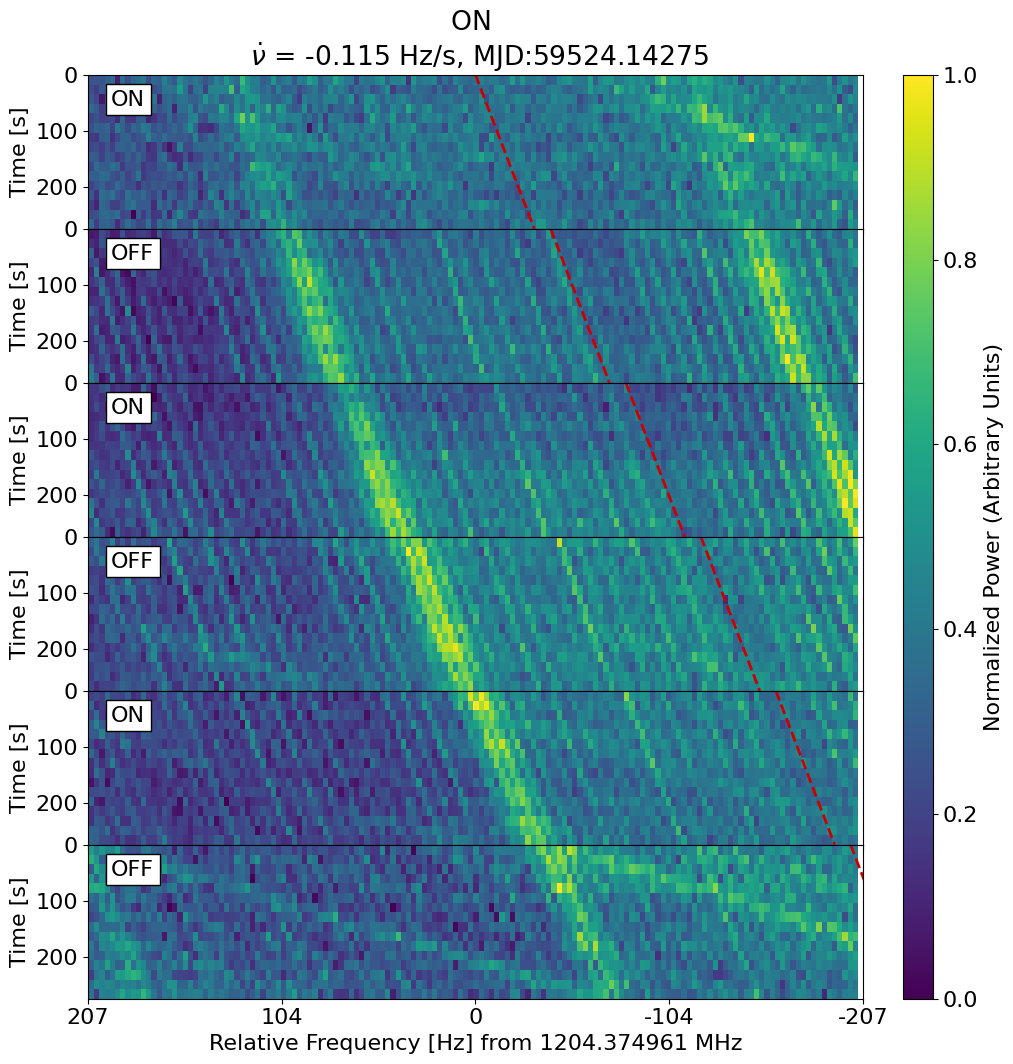 ON
ν̇ = -0.115 Hz/s, MJD:59524.14275
Time [s]
0
100
200
ON
Time [s]
0
100
200
OFF
Time [s]
0
100
200
ON
Time [s]
0
100
200
OFF
Time [s]
0
100
200
ON
Time [s]
0
100
200
OFF
207 104 0 -104 -207
Relative Frequency [Hz] from 1204.374961 MHz
1.0
0.8
0.6
0.4
0.2
0.0
Normalized Power (Arbitrary Units)